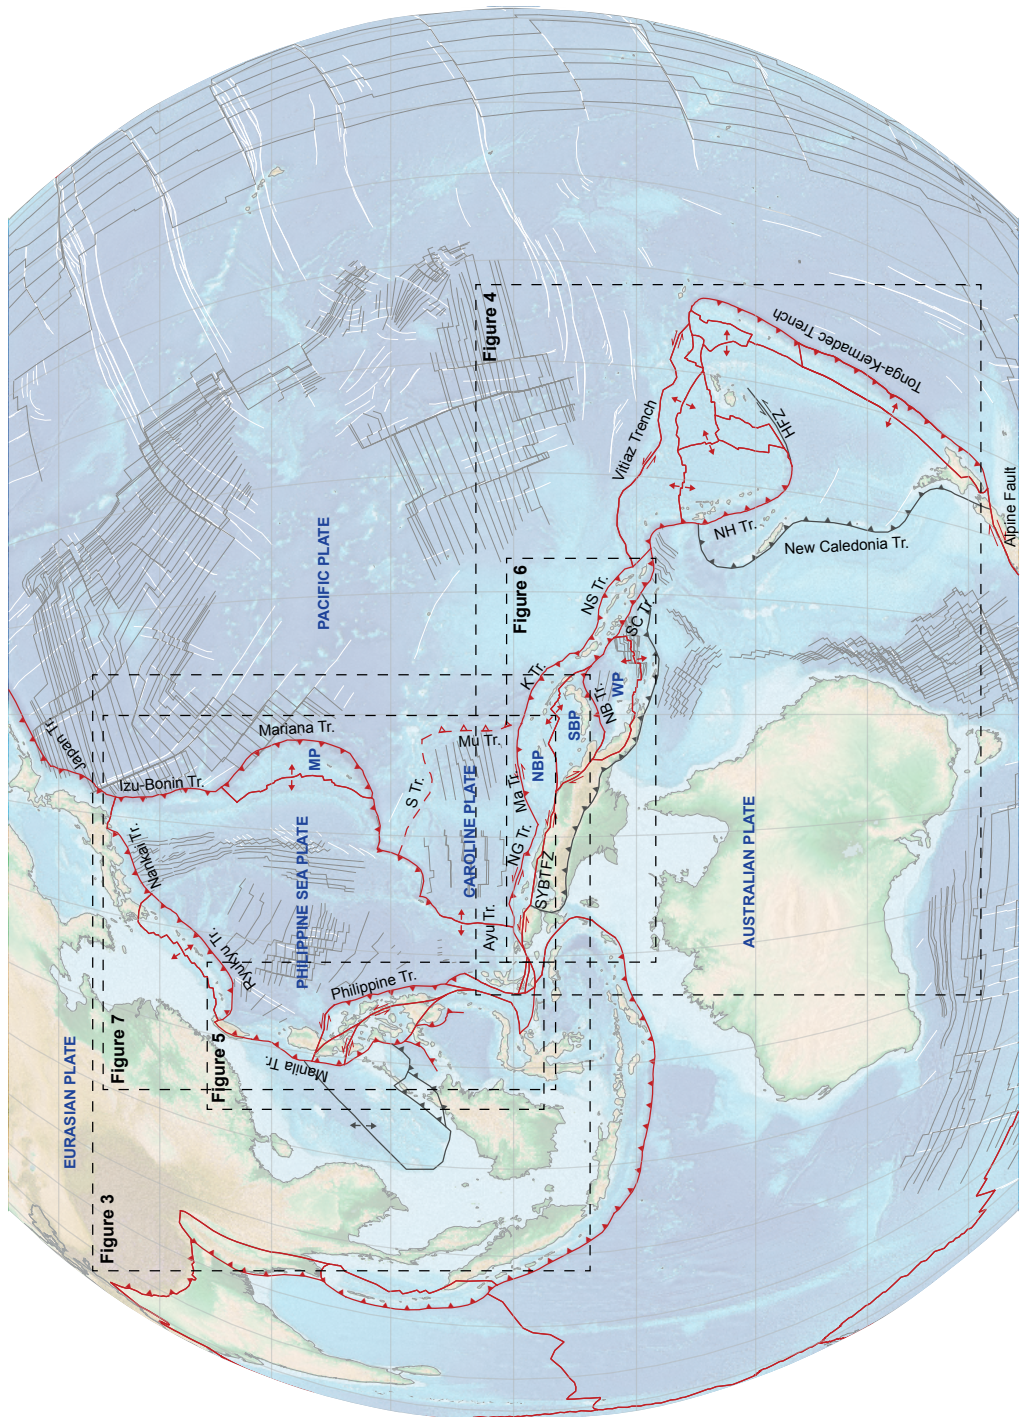 EURASIAN PLATE
Figure 3
Figure 7
Figure 5
Manila Tr.
Ryukyu Tr.
Nankai Tr.
Japan Tr.
Izu-Bonin Tr.
Mariana Tr.
MP
PHILIPPINE SEA PLATE
Philippine Tr.
PACIFIC PLATE
S Tr.
Mu Tr.
CAROLINE PLATE
Ayu Tr.
NG Tr.
Ma Tr.
K Tr.
NBP
SBP
SYBTFZ
NB Tr.
WP
SC Tr.
NS Tr.
Figure 6
Figure 4
Vitiaz Trench
Tonga-Kermadec Trench
HFZ
NH Tr.
New Caledonia Tr.
Alpine Fault
AUSTRALIAN PLATE